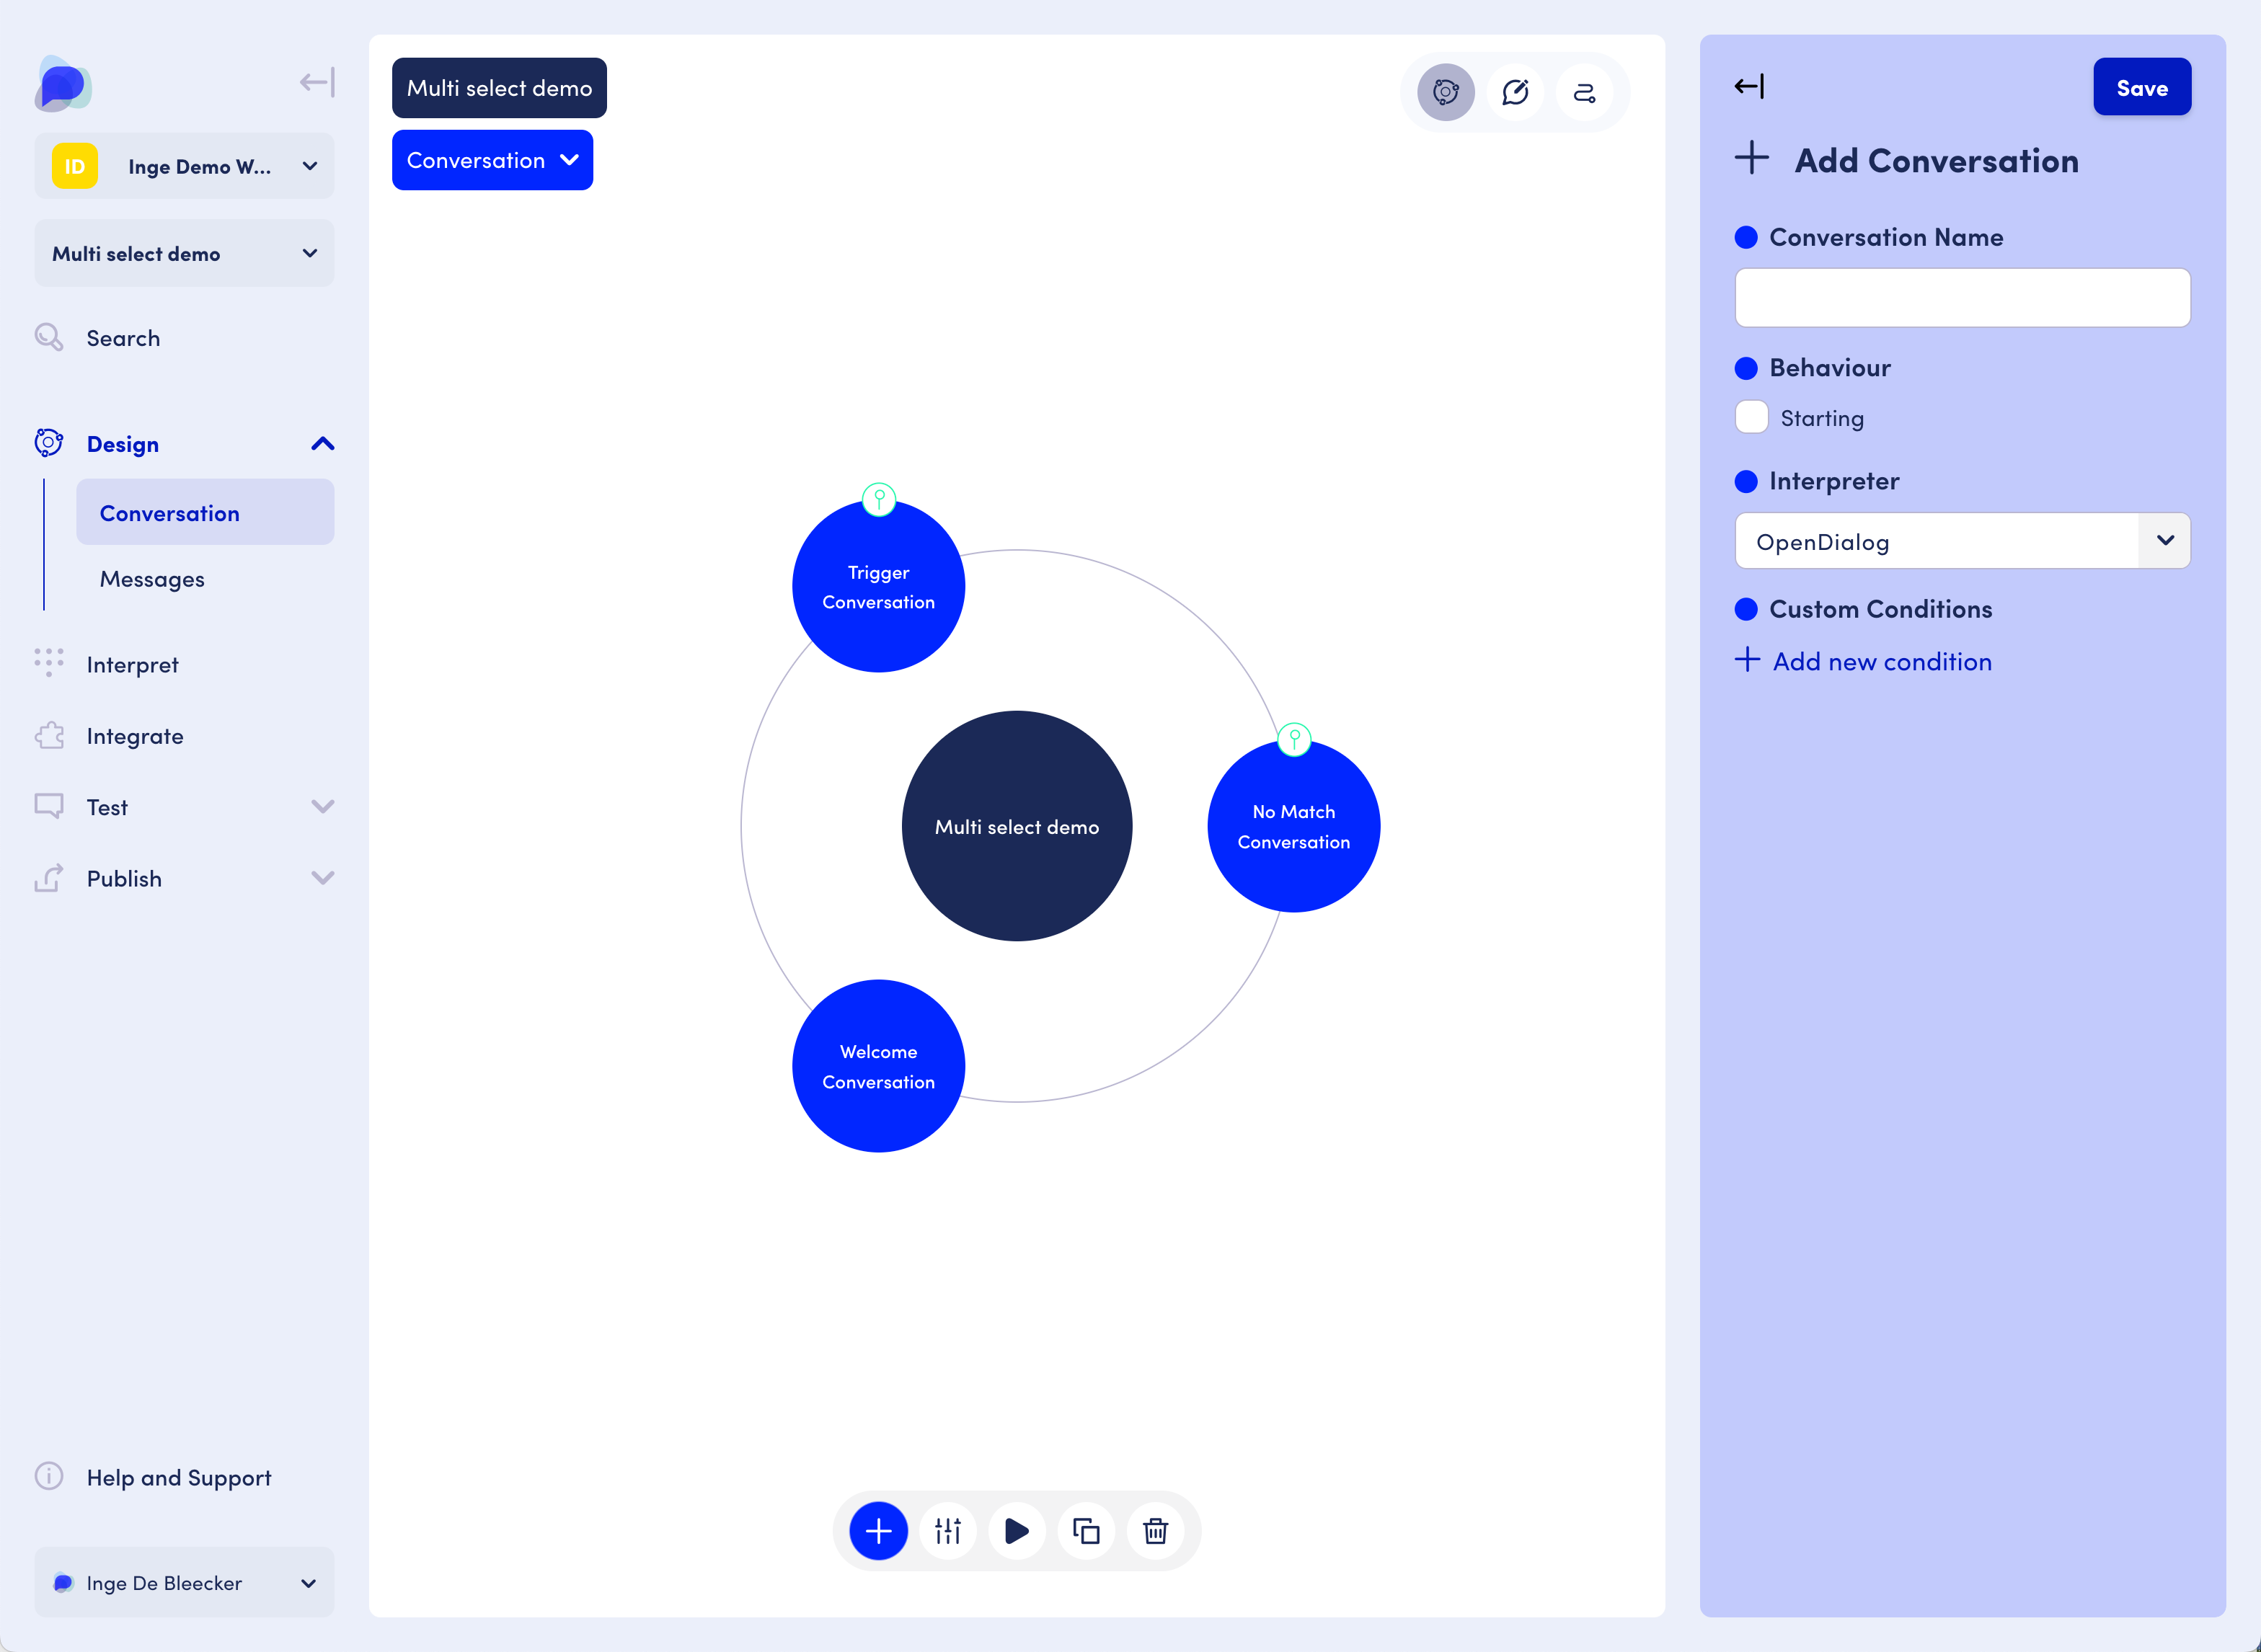 ID
Inge Demo W...
Multi select demo
Search
Design
Conversation
Messages
Interpret
Integrate
Test
Publish
Help and Support
Inge De Bleecker
Multi select demo
Conversation
Trigger
Conversation
Multi select demo
No Match
Conversation
Welcome
Conversation
Save
Add Conversation
Conversation Name
Behaviour
Starting
Interpreter
OpenDialog
Custom Conditions
Add new condition